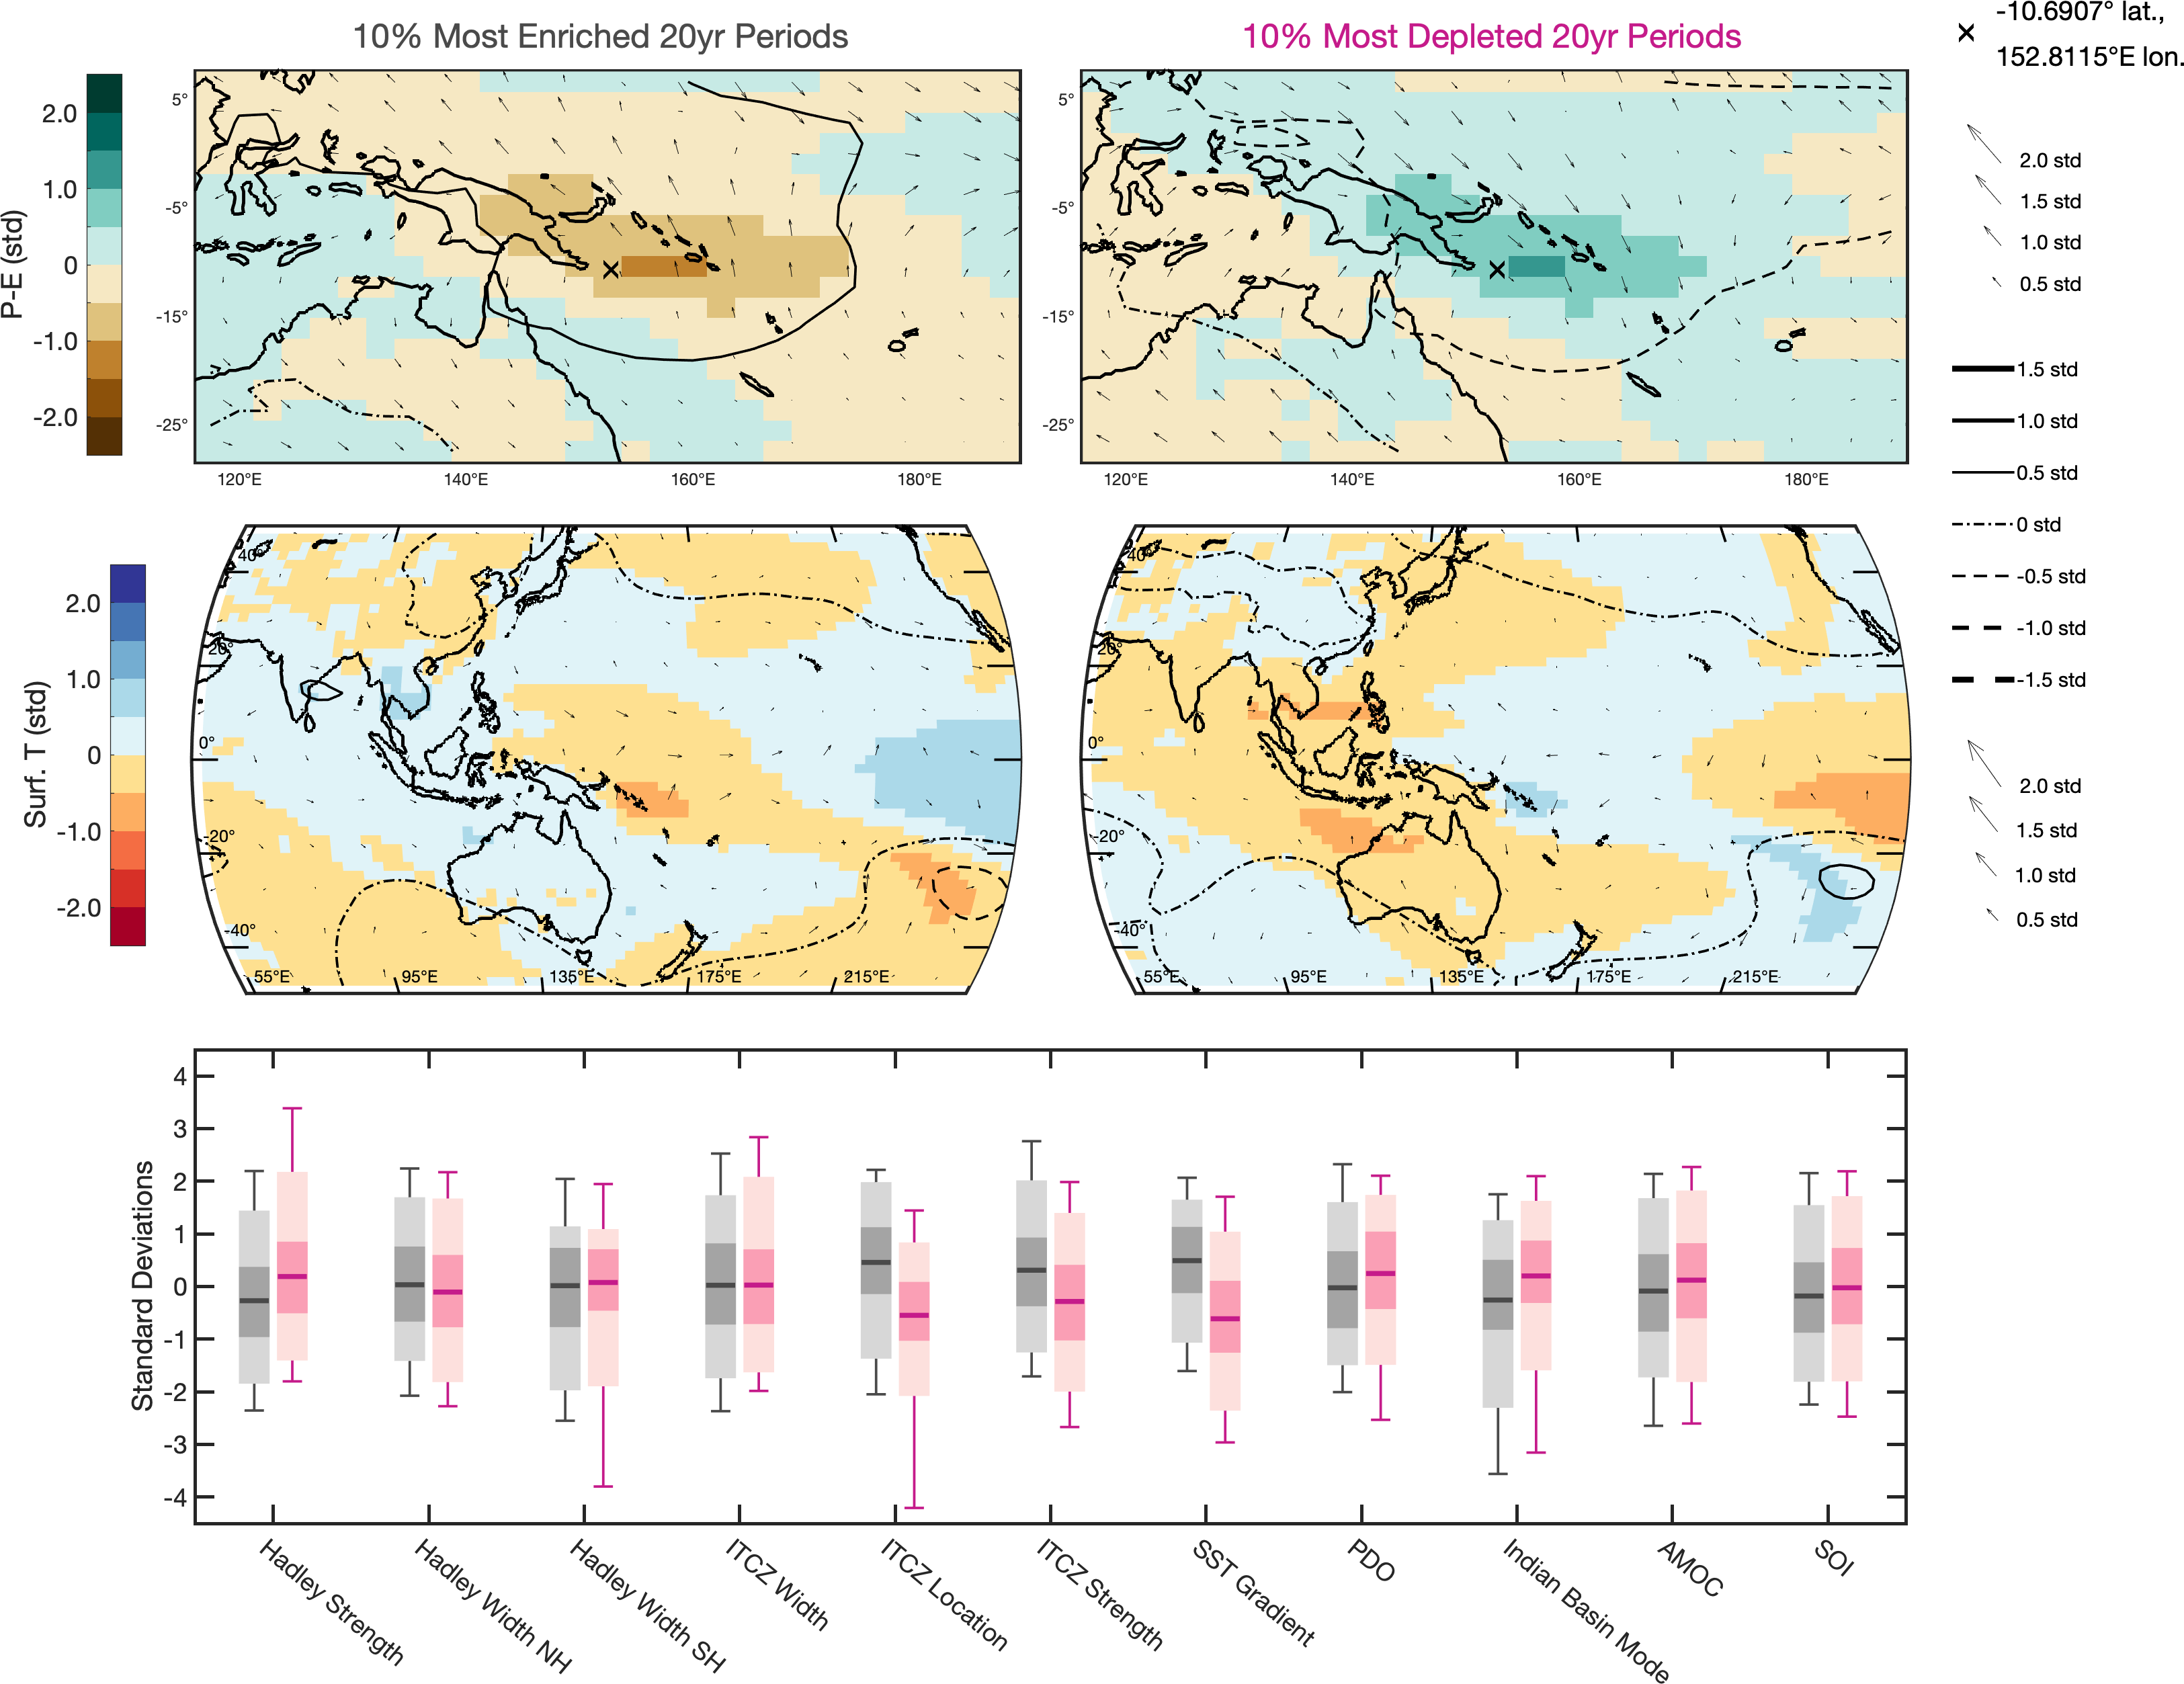 10% Most Enriched 20yr Periods
10% Most Depleted 20yr Periods
-10.6907° lat.,
152.8115°E lon.
P-E (std)
2.0
1.0
0
-1.0
-2.0
5°
-5°
-15°
-25°
120°E
140°E
160°E
180°E
5°
-5°
-15°
-25°
120°E
140°E
160°E
180°E
2.0 std
1.5 std
1.0 std
0.5 std
1.5 std
1.0 std
0.5 std
0 std
-0.5 std
-1.0 std
-1.5 std
Surf. T (std)
2.0
1.0
0
-1.0
-2.0
40°
20°
0°
-20°
-40°
55°E
95°E
135°E
175°E
215°E
40°
20°
0°
-20°
-40°
55°E
95°E
135°E
175°E
215°E
2.0 std
1.5 std
1.0 std
0.5 std
Standard Deviations
4
3
2
1
0
-1
-2
-3
-4
Hadley Strength
Hadley Width NH
Hadley Width SH
ITCZ Width
ITCZ Location
ITCZ Strength
SST Gradient
PDO
Indian Basin Mode
AMOC
SOI